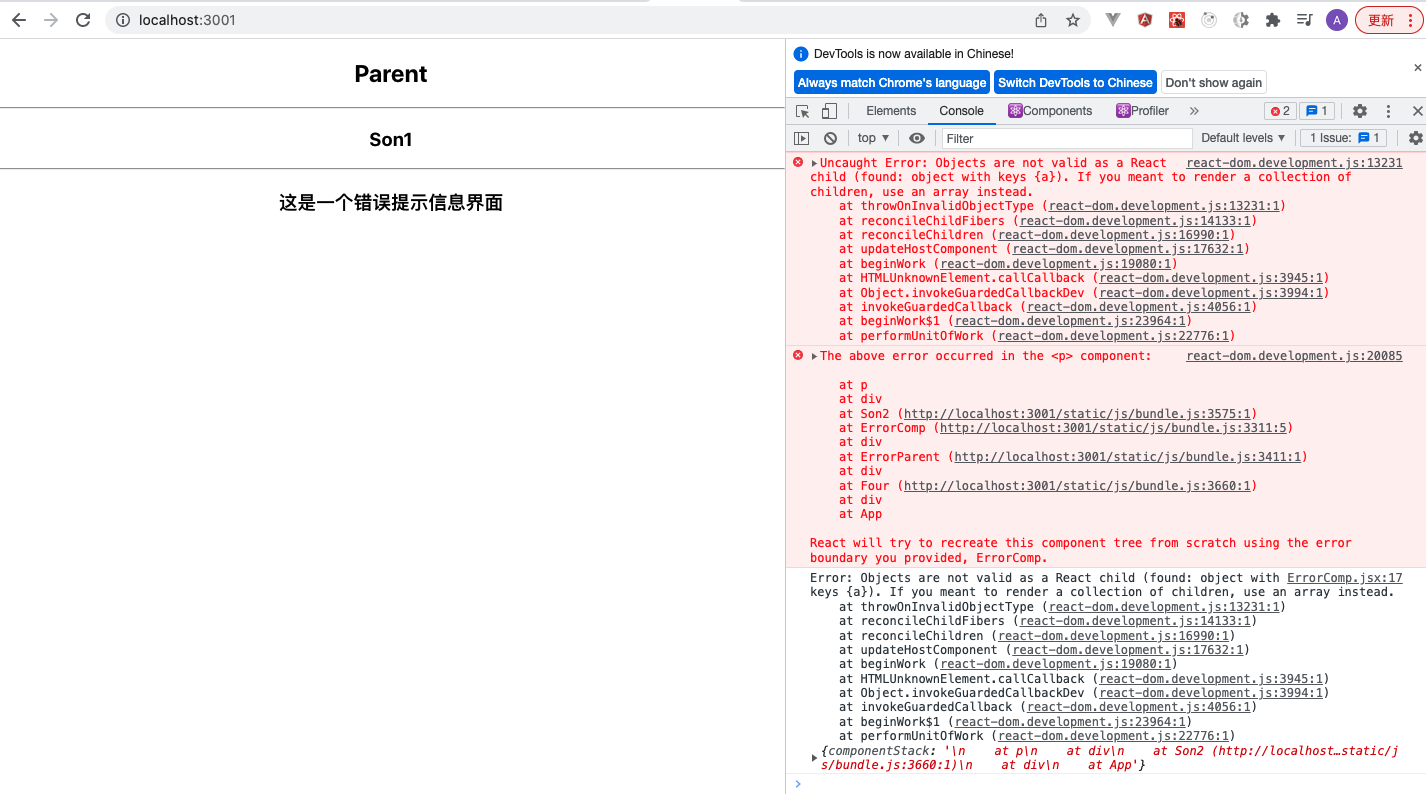 localhost:3001
A
更新
Parent
Son1
这是一个错误提示信息界面
DevTools is now available in Chinese!
Always match Chrome's language Switch DevTools to Chinese Don't show again
Elements Console Components Profiler 2 1
top Filter Default levels 1 Issue: 1
Uncaught Error: Objects are not valid as a React react-dom.development.js:13231
child (found: object with keys {a}). If you meant to render a collection of
children, use an array instead.
at throwOnInvalidObjectType (react-dom.development.js:13231:1)
at reconcileChildFibers (react-dom.development.js:14133:1)
at reconcileChildren (react-dom.development.js:16990:1)
at updateHostComponent (react-dom.development.js:17632:1)
at beginWork (react-dom.development.js:19080:1)
at HTMLUnknownElement.callCallback (react-dom.development.js:3945:1)
at Object.invokeGuardedCallbackDev (react-dom.development.js:3994:1)
at invokeGuardedCallback (react-dom.development.js:4056:1)
at beginWork$1 (react-dom.development.js:23964:1)
at performUnitOfWork (react-dom.development.js:22776:1)
The above error occurred in the <p> component: react-dom.development.js:20085
at p
at div
at Son2 (http://localhost:3001/static/js/bundle.js:3575:1)
at ErrorComp (http://localhost:3001/static/js/bundle.js:3311:5)
at div
at ErrorParent (http://localhost:3001/static/js/bundle.js:3411:1)
at div
at Four (http://localhost:3001/static/js/bundle.js:3660:1)
at div
at App
React will try to recreate this component tree from scratch using the error
boundary you provided, ErrorComp.
Error: Objects are not valid as a React child (found: object with ErrorComp.jsx:17
keys {a}). If you meant to render a collection of children, use an array instead.
at throwOnInvalidObjectType (react-dom.development.js:13231:1)
at reconcileChildFibers (react-dom.development.js:14133:1)
at reconcileChildren (react-dom.development.js:16990:1)
at updateHostComponent (react-dom.development.js:17632:1)
at beginWork (react-dom.development.js:19080:1)
at HTMLUnknownElement.callCallback (react-dom.development.js:3945:1)
at Object.invokeGuardedCallbackDev (react-dom.development.js:3994:1)
at invokeGuardedCallback (react-dom.development.js:4056:1)
at beginWork$1 (react-dom.development.js:23964:1)
at performUnitOfWork (react-dom.development.js:22776:1)
{componentStack: '\n    at p\n    at div\n    at Son2 (http://localhost…static/j
s/bundle.js:3660:1)\n    at div\n    at App'}